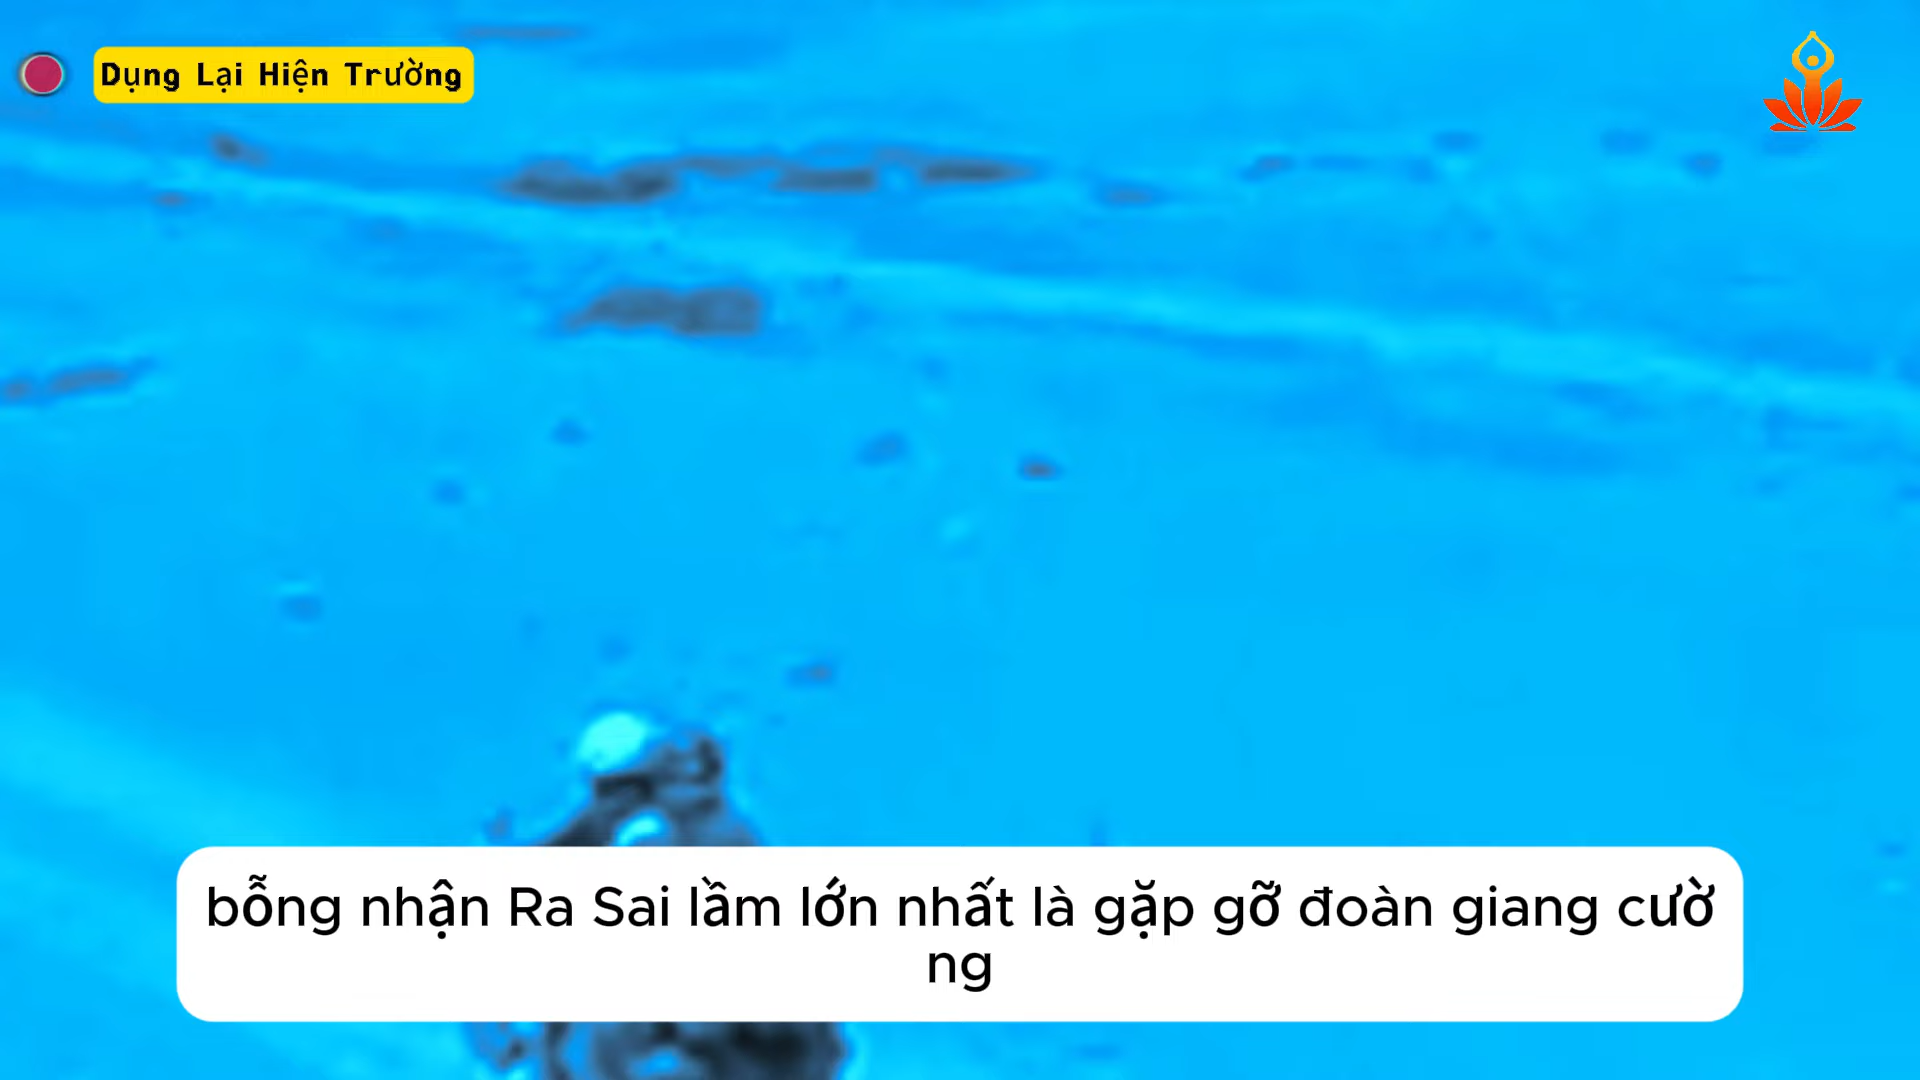 Dụng Lại Hiện Trường
bỗng nhận Ra Sai lầm lớn nhất là gặp gỡ đoàn giang cườ
ng